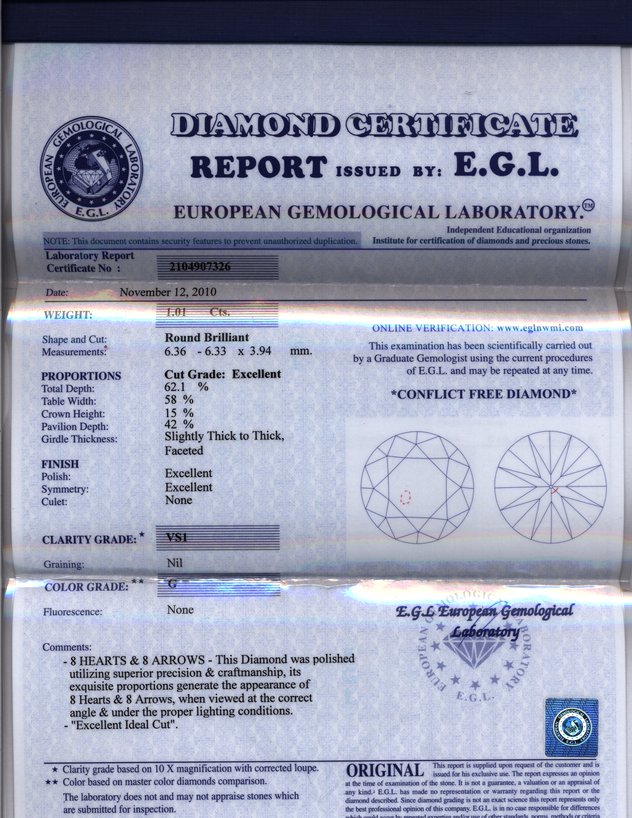 EUROPEAN GEMOLOGICAL LABORATORY
E.G.L.
DIAMOND CERTIFICATE
REPORT ISSUED BY: E.G.L.
EUROPEAN GEMOLOGICAL LABORATORY.™
Independent Educational organization
NOTE: This document contains security features to prevent unauthorized duplication.
Institute for certification of diamonds and precious stones.
Laboratory Report
Certificate No : 2104907326
Date: November 12, 2010
WEIGHT: 1.01 Cts.
ONLINE VERIFICATION: www.eglnwmi.com
Shape and Cut: Round Brilliant
Measurements: 6.36 - 6.33 x 3.94 mm.
This examination has been scientifically carried out
by a Graduate Gemologist using the current procedures
of E.G.L. and may be repeated at any time.
*CONFLICT FREE DIAMOND*
PROPORTIONS Cut Grade: Excellent
Total Depth: 62.1 %
Table Width: 58 %
Crown Height: 15 %
Pavilion Depth: 42 %
Girdle Thickness: Slightly Thick to Thick,
Faceted
FINISH
Polish: Excellent
Symmetry: Excellent
Culet: None
CLARITY GRADE: * VS1
Graining: Nil
COLOR GRADE: ** G
Fluorescence: None
E.G.L European Gemological
Laboratory
EUROPEAN GEMOLOGICAL LABORATORY
E.G.L.
Comments:
- 8 HEARTS & 8 ARROWS - This Diamond was polished
utilizing superior precision & craftmanship, its
exquisite proportions generate the appearance of
8 Hearts & 8 Arrows, when viewed at the correct
angle & under the proper lighting conditions.
- "Excellent Ideal Cut".
* Clarity grade based on 10 X magnification with corrected loupe.
** Color based on master color diamonds comparison.
The laboratory does not and may not appraise stones which
are submitted for inspection.
ORIGINAL This report is supplied upon request of the customer and is
issued for his exclusive use. The report expresses an opinion
at the time of examination of the stone. It is not a guarantee, a valuation or an appraisal of
any kind. E.G.L. has made no representation or warranty regarding this report or the
diamond described. Since diamond grading is not an exact science this report represents only
the best professional opinion of this company. E.G.L. is in no case responsible for differences